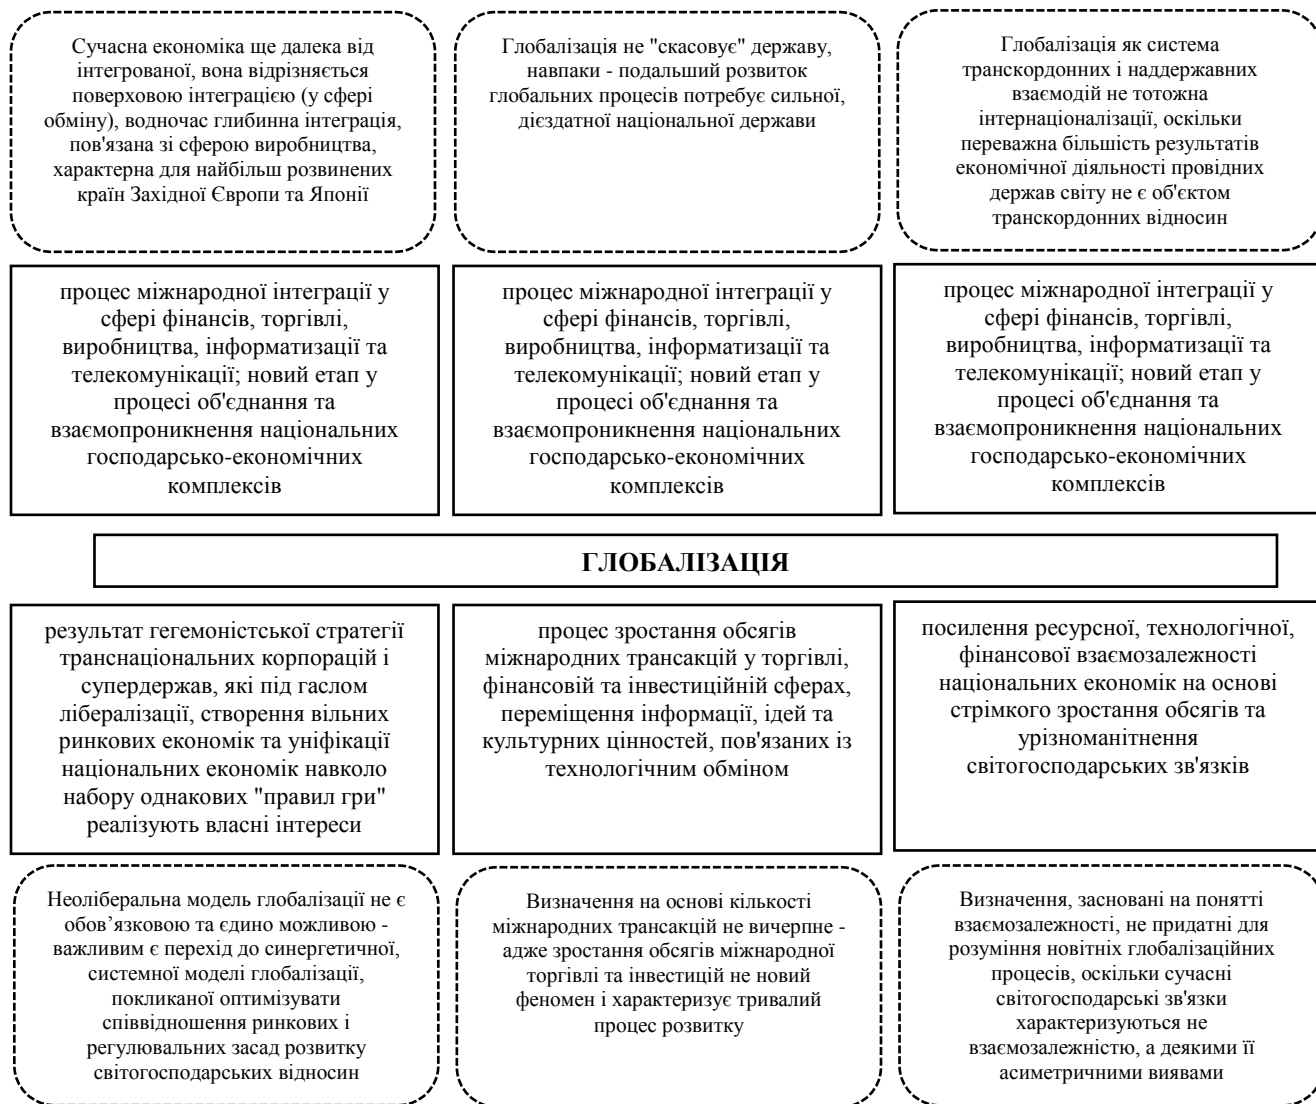 Сучасна економіка ще далека від
інтегрованої, вона відрізняється
поверховою інтеграцією (у сфері
обміну), водночас глибинна інтеграція,
пов'язана зі сферою виробництва,
характерна для найбільш розвинених
країн Західної Європи та Японії
Глобалізація не "скасовує" державу,
навпаки - подальший розвиток
глобальних процесів потребує сильної,
дієздатної національної держави
Глобалізація як система
транскордонних і наддержавних
взаємодій не тотожна
інтернаціоналізації, оскільки
переважна більшість результатів
економічної діяльності провідних
держав світу не є об'єктом
транскордонних відносин
процес міжнародної інтеграції у
сфері фінансів, торгівлі,
виробництва, інформатизації та
телекомунікації; новий етап у
процесі об'єднання та
взаємопроникнення національних
господарсько-економічних
комплексів
процес міжнародної інтеграції у
сфері фінансів, торгівлі,
виробництва, інформатизації та
телекомунікації; новий етап у
процесі об'єднання та
взаємопроникнення національних
господарсько-економічних
комплексів
процес міжнародної інтеграції у
сфері фінансів, торгівлі,
виробництва, інформатизації та
телекомунікації; новий етап у
процесі об'єднання та
взаємопроникнення національних
господарсько-економічних
комплексів
ГЛОБАЛІЗАЦІЯ
результат гегемоністської стратегії
транснаціональних корпорацій і
супердержав, які під гаслом
лібералізації, створення вільних
ринкових економік та уніфікації
національних економік навколо
набору однакових "правил гри"
реалізують власні інтереси
процес зростання обсягів
міжнародних трансакцій у торгівлі,
фінансовій та інвестиційній сферах,
переміщення інформації, ідей та
культурних цінностей, пов'язаних із
технологічним обміном
посилення ресурсної, технологічної,
фінансової взаємозалежності
національних економік на основі
стрімкого зростання обсягів та
урізноманітнення
світогосподарських зв'язків
Неоліберальна модель глобалізації не є
обов’язковою та єдино можливою -
важливим є перехід до синергетичної,
системної моделі глобалізації,
покликаної оптимізувати
співвідношення ринкових і
регулювальних засад розвитку
світогосподарських відносин
Визначення на основі кількості
міжнародних трансакцій не вичерпне -
адже зростання обсягів міжнародної
торгівлі та інвестицій не новий
феномен і характеризує тривалий
процес розвитку
Визначення, засновані на понятті
взаємозалежності, не придатні для
розуміння новітніх глобалізаційних
процесів, оскільки сучасні
світогосподарські зв'язки
характеризуються не
взаємозалежністю, а деякими її
асиметричними виявами